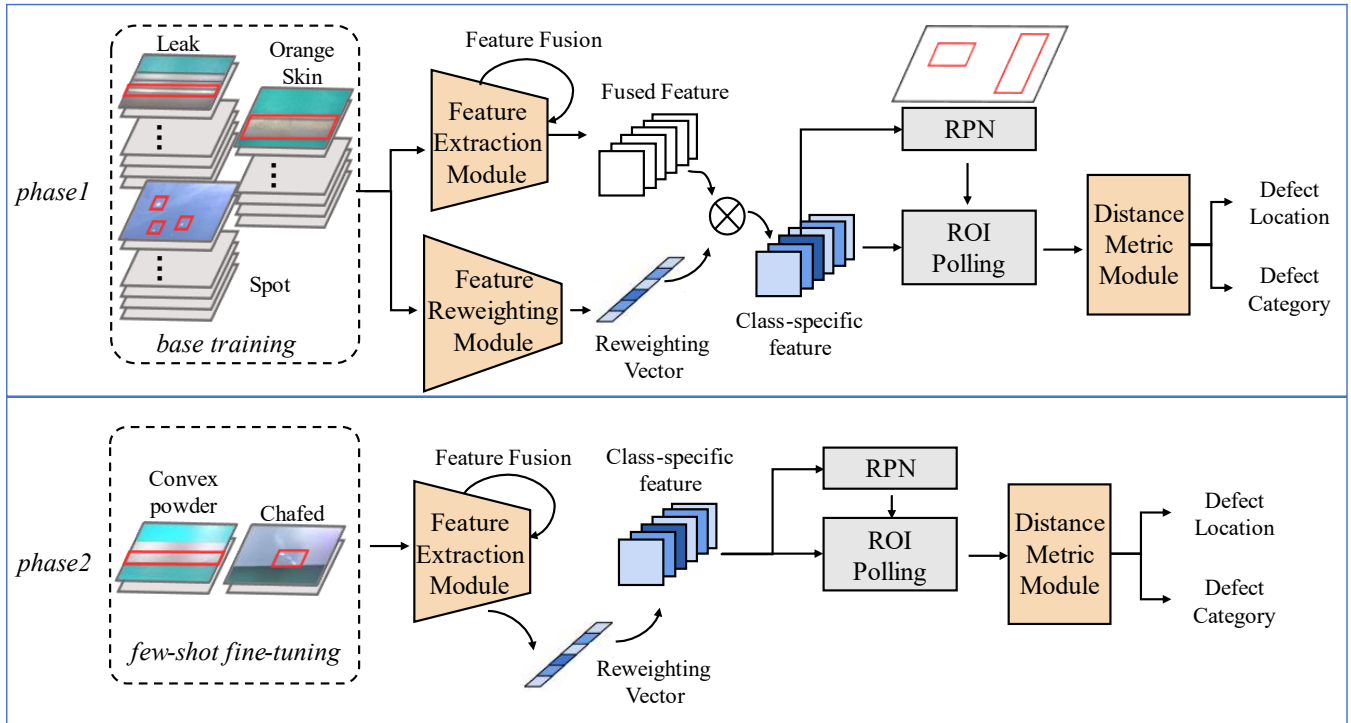 Leak
Orange
Skin
Spot
base training
phase1
Feature Fusion
Feature
Extraction
Module
Fused Feature
Feature
Reweighting
Module
Reweighting
Vector
Class-specific
feature
RPN
ROI
Polling
Distance
Metric
Module
Defect
Location
Defect
Category
phase2
Convex
powder
Chafed
few-shot fine-tuning
Feature Fusion
Feature
Extraction
Module
Reweighting
Vector
Class-specific
feature
RPN
ROI
Polling
Distance
Metric
Module
Defect
Location
Defect
Category